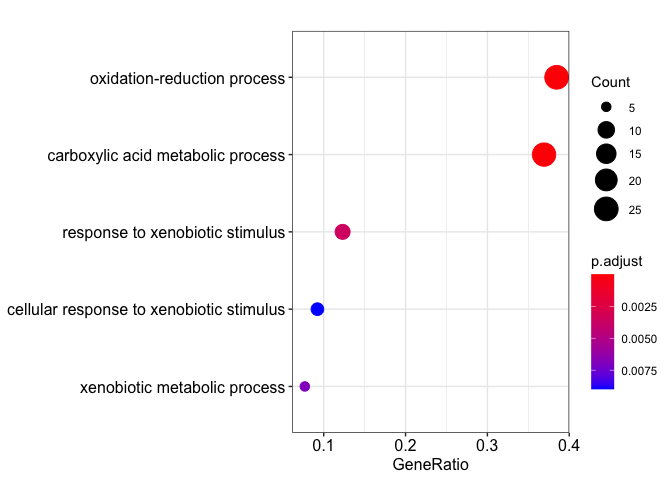 oxidation-reduction process
carboxylic acid metabolic process
response to xenobiotic stimulus
cellular response to xenobiotic stimulus
xenobiotic metabolic process
0.1 0.2 0.3 0.4
GeneRatio
Count
5
10
15
20
25
p.adjust
0.0025
0.0050
0.0075